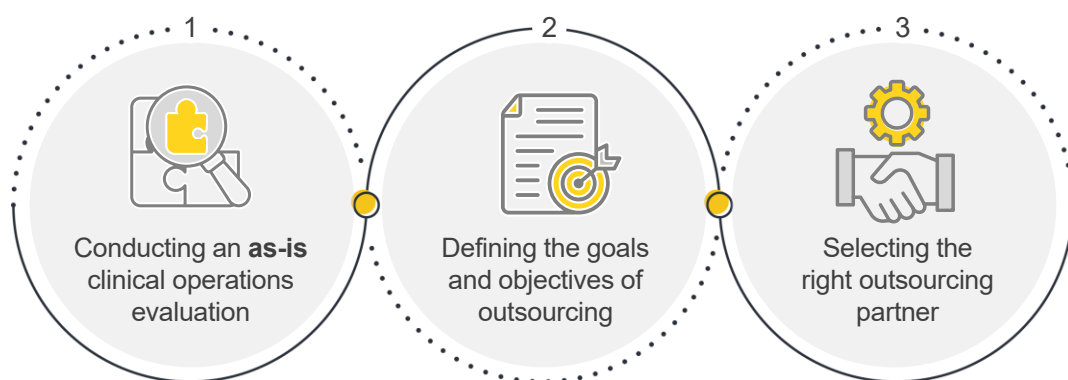 1
Conducting an as-is
clinical operations
evaluation
2
Defining the goals
and objectives of
outsourcing
3
Selecting the
right outsourcing
partner